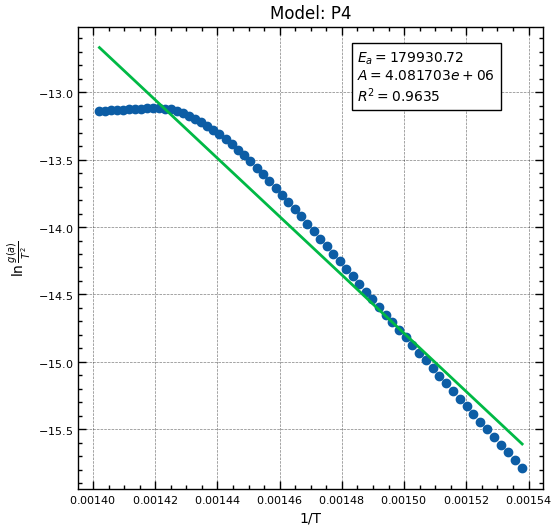 Model: P4
E_a = 179930.72
A = 4.081703e + 06
R² = 0.9635
−13.0
−13.5
−14.0
−14.5
−15.0
−15.5
ln g(a)/T²
0.00140 0.00142 0.00144 0.00146 0.00148 0.00150 0.00152 0.00154
1/T